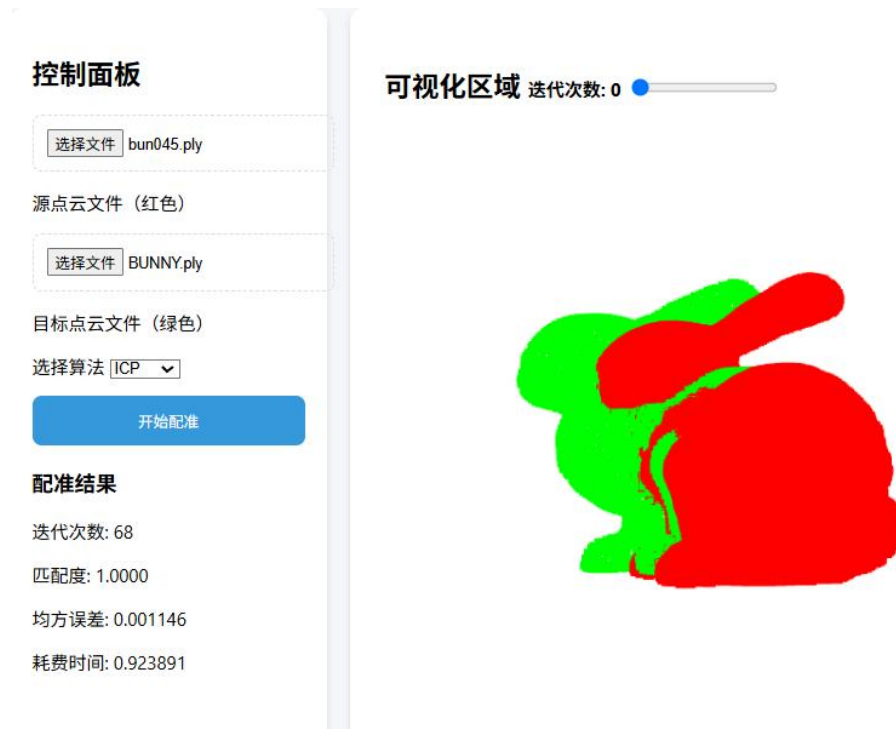 控制面板
选择文件 bun045.ply
源点云文件（红色）
选择文件 BUNNY.ply
目标点云文件（绿色）
选择算法 ICP
开始配准
配准结果
迭代次数: 68
匹配度: 1.0000
均方误差: 0.001146
耗费时间: 0.923891
可视化区域 迭代次数: 0